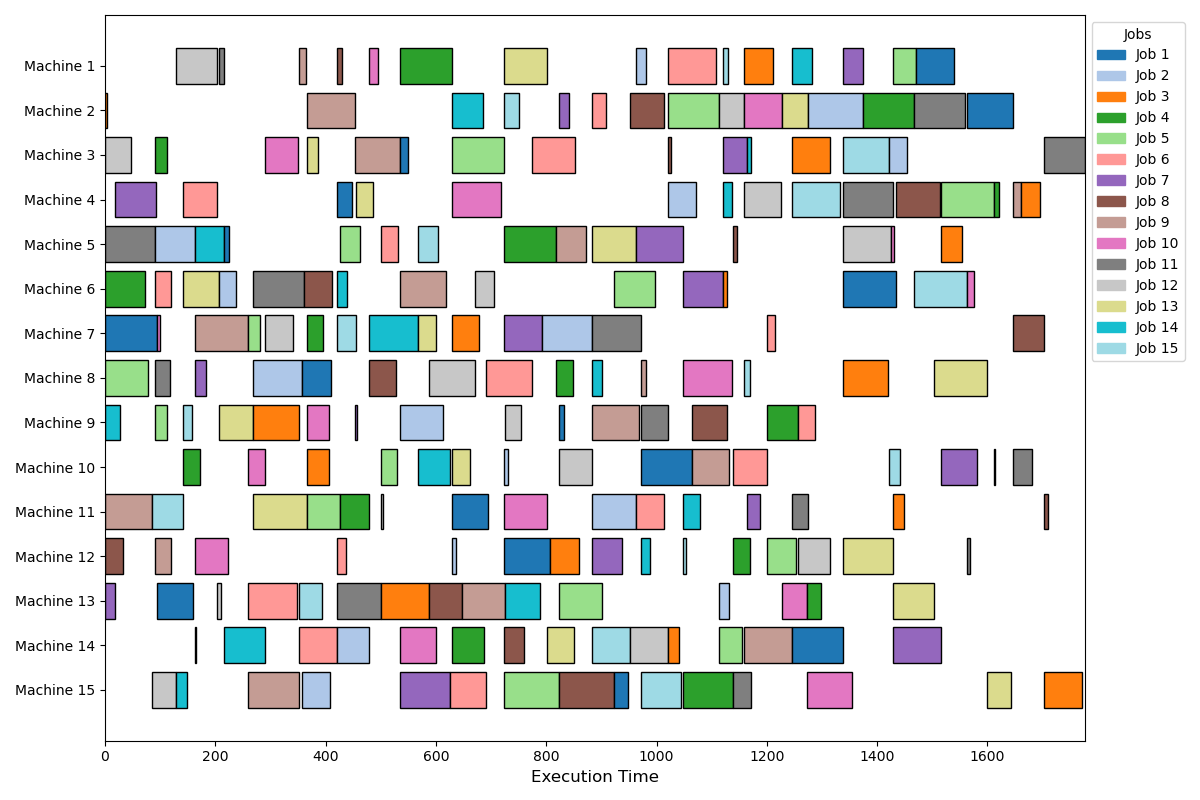 Machine 1
Machine 2
Machine 3
Machine 4
Machine 5
Machine 6
Machine 7
Machine 8
Machine 9
Machine 10
Machine 11
Machine 12
Machine 13
Machine 14
Machine 15
0 200 400 600 800 1000 1200 1400 1600
Execution Time
Jobs
Job 1
Job 2
Job 3
Job 4
Job 5
Job 6
Job 7
Job 8
Job 9
Job 10
Job 11
Job 12
Job 13
Job 14
Job 15